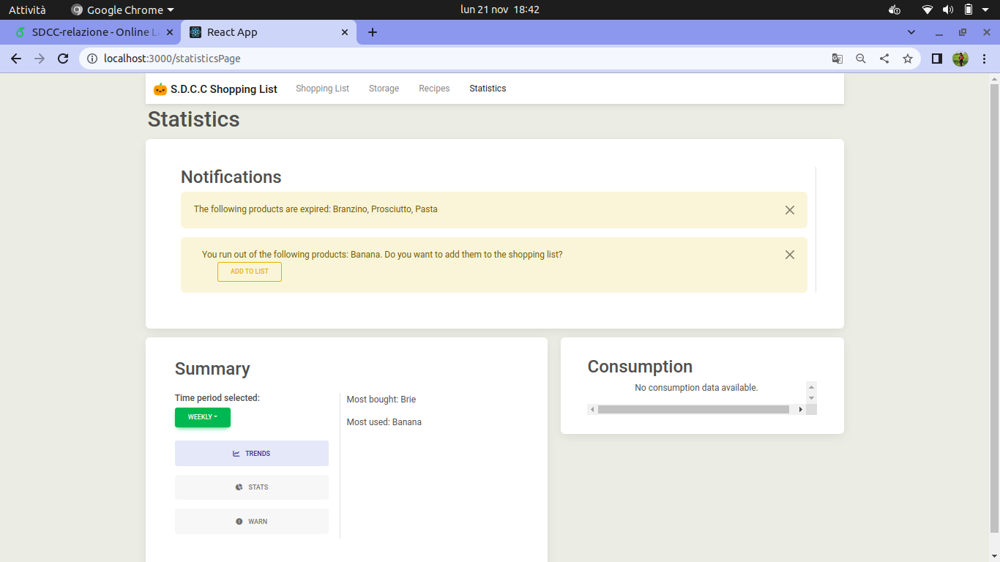 Attività
Google Chrome
lun 21 nov 18:42
SDCC-relazione - Online L
React App
localhost:3000/statisticsPage
S.D.C.C Shopping List
Shopping List
Storage
Recipes
Statistics
Statistics
Notifications
The following products are expired: Branzino, Prosciutto, Pasta
You run out of the following products: Banana. Do you want to add them to the shopping list?
ADD TO LIST
Summary
Time period selected:
WEEKLY
TRENDS
STATS
WARN
Most bought: Brie
Most used: Banana
Consumption
No consumption data available.